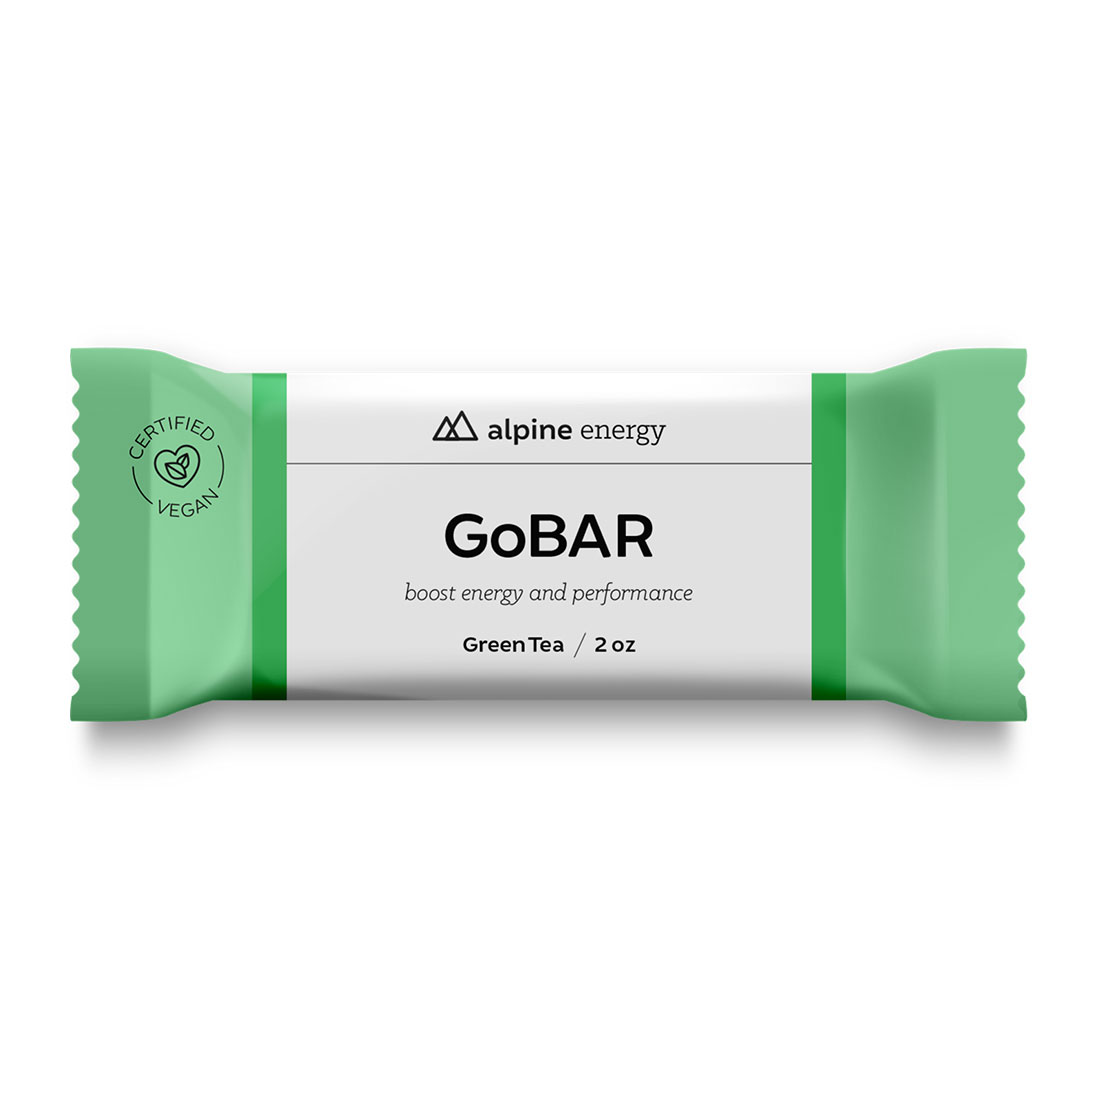 CERTIFIED
VEGAN
alpine energy
GoBAR
boost energy and performance
Green Tea / 2 oz